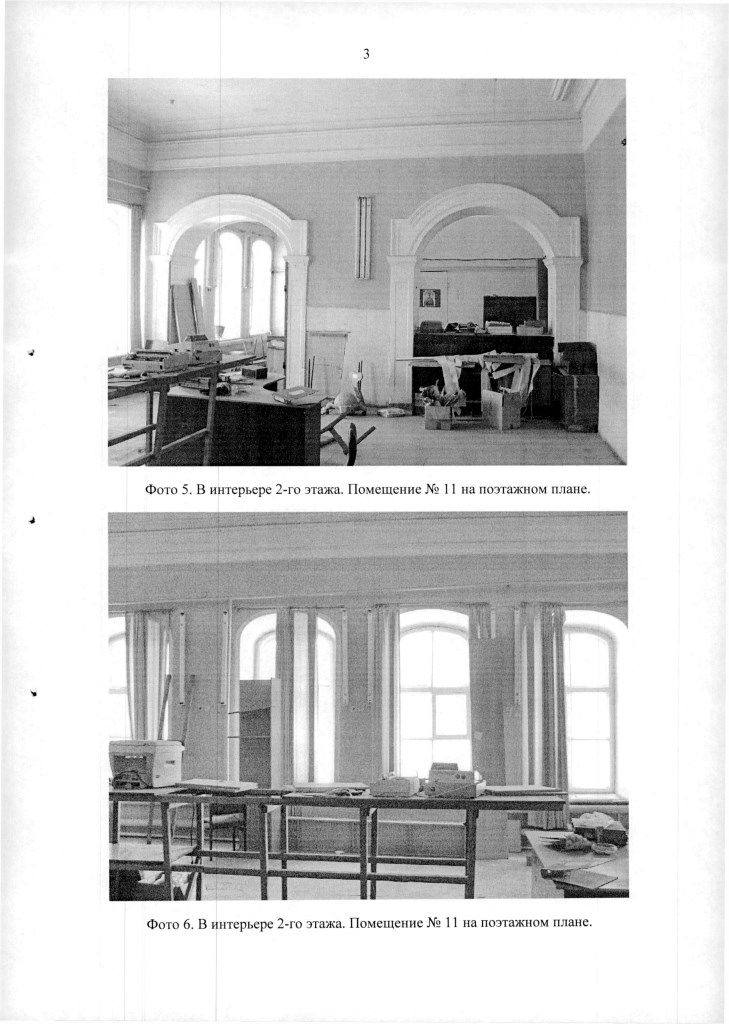 3
Фото 5. В интерьере 2-го этажа. Помещение № 11 на поэтажном плане.
Фото 6. В интерьере 2-го этажа. Помещение № 11 на поэтажном плане.